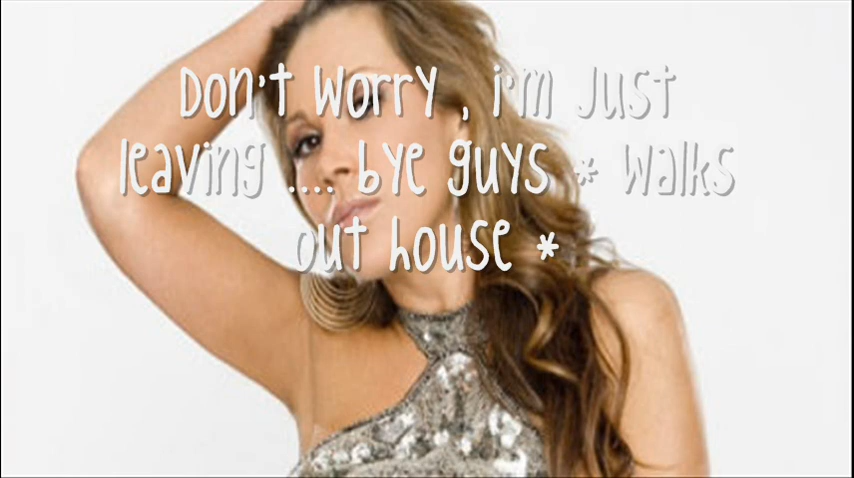 Don't worry , i'm Just
leaving .... bye guys * walks
out house *